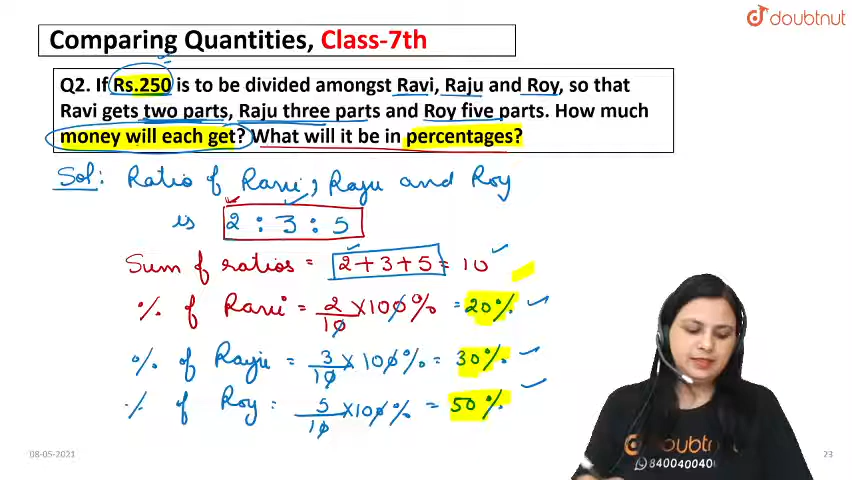 doubtnut
Comparing Quantities, Class-7th
Q2. If Rs.250 is to be divided amongst Ravi, Raju and Roy, so that
Ravi gets two parts, Raju three parts and Roy five parts. How much
money will each get? What will it be in percentages?
Sol: Ratio of Ravi, Raju and Roy
is 2 : 3 : 5
Sum of ratios = 2+3+5 = 10
% of Ravi = 2/10 × 100% = 20%
% of Raju = 3/10 × 100% = 30%
% of Roy = 5/10 × 100% = 50%
doubtnut
8400400400
08-05-2021
23